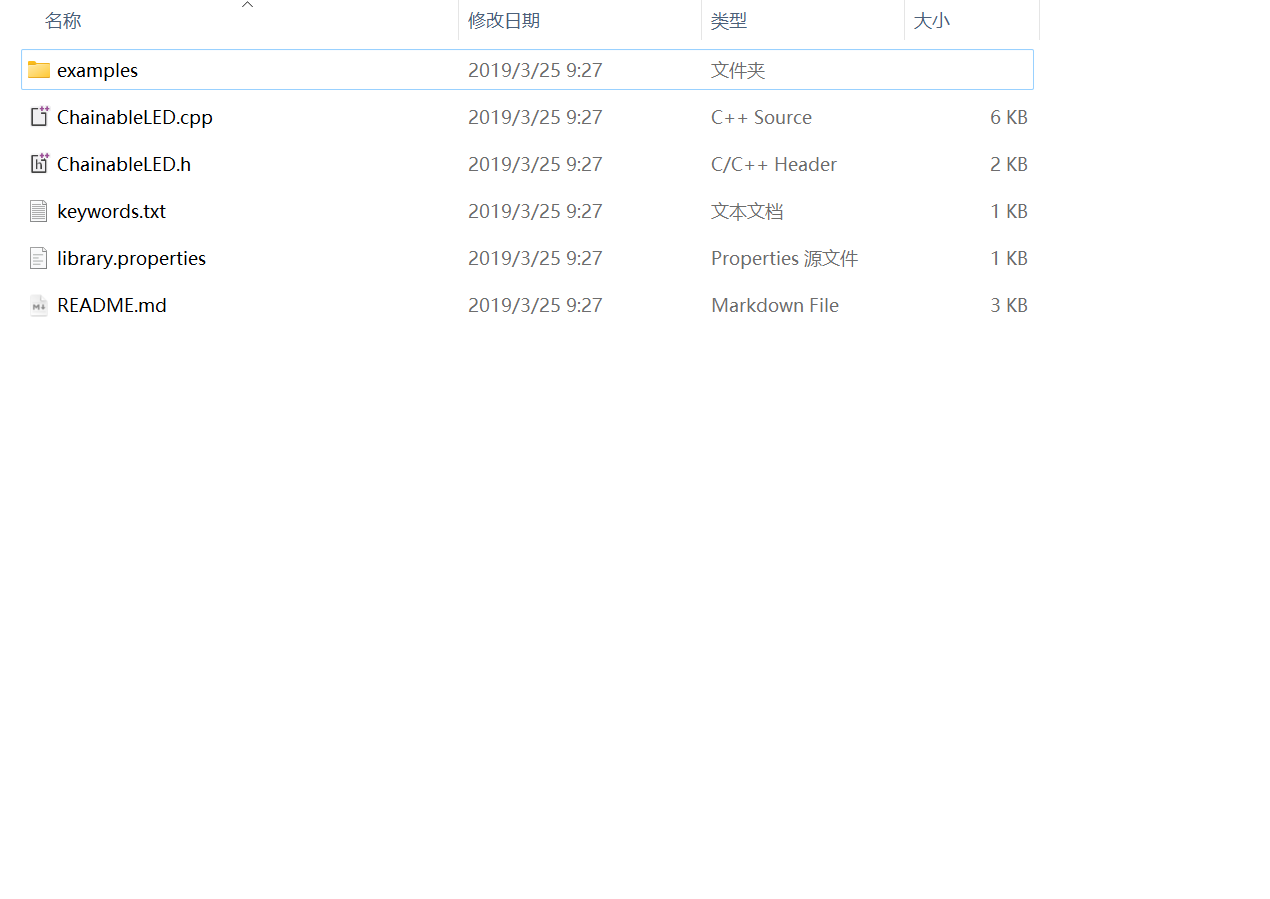 名称 修改日期 类型 大小
examples 2019/3/25 9:27 文件夹
ChainableLED.cpp 2019/3/25 9:27 C++ Source 6 KB
ChainableLED.h 2019/3/25 9:27 C/C++ Header 2 KB
keywords.txt 2019/3/25 9:27 文本文档 1 KB
library.properties 2019/3/25 9:27 Properties 源文件 1 KB
README.md 2019/3/25 9:27 Markdown File 3 KB